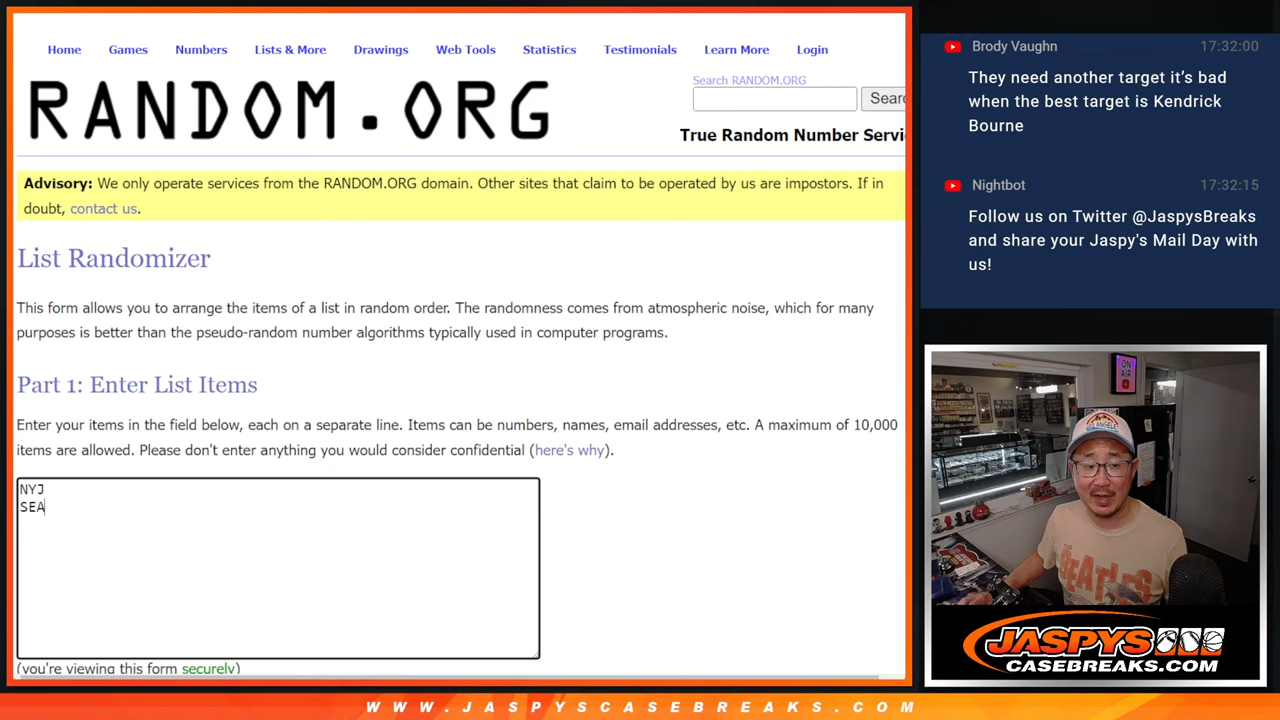 Home Games Numbers Lists & More Drawings Web Tools Statistics Testimonials Learn More Login
RANDOM.ORG
Search RANDOM.ORG
Searc
True Random Number Servi
Advisory: We only operate services from the RANDOM.ORG domain. Other sites that claim to be operated by us are impostors. If in
doubt, contact us.
List Randomizer
This form allows you to arrange the items of a list in random order. The randomness comes from atmospheric noise, which for many
purposes is better than the pseudo-random number algorithms typically used in computer programs.
Part 1: Enter List Items
Enter your items in the field below, each on a separate line. Items can be numbers, names, email addresses, etc. A maximum of 10,000
items are allowed. Please don't enter anything you would consider confidential (here's why).
NYJ
SEA
(you're viewing this form securely)
Brody Vaughn 17:32:00
They need another target it's bad
when the best target is Kendrick
Bourne
Nightbot 17:32:15
Follow us on Twitter @JaspysBreaks
and share your Jaspy's Mail Day with
us!
ON
AIR
ANGELS
THE
BEATLES
JASPYS
CASEBREAKS.COM
WWW.JASPYSCASEBREAKS.COM